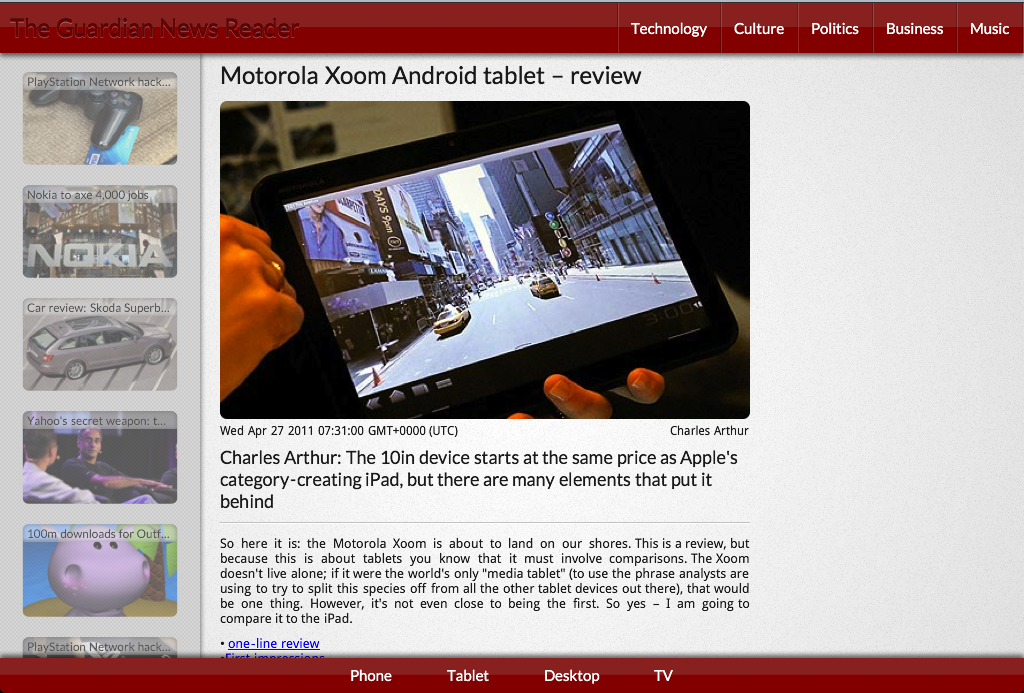 The Guardian News Reader
Technology
Culture
Politics
Business
Music
PlayStation Network hack...
Nokia to axe 4,000 jobs
NOKIA
Car review: Skoda Superb...
Yahoo's secret weapon: t...
100m downloads for Outf...
PlayStation Network hack...
Motorola Xoom Android tablet – review
DAYS 9pm
3:00
Wed Apr 27 2011 07:31:00 GMT+0000 (UTC)
Charles Arthur
Charles Arthur: The 10in device starts at the same price as Apple's
category-creating iPad, but there are many elements that put it
behind
So here it is: the Motorola Xoom is about to land on our shores. This is a review, but
because this is about tablets you know that it must involve comparisons. The Xoom
doesn't live alone; if it were the world's only "media tablet" (to use the phrase analysts are
using to try to split this species off from all the other tablet devices out there), that would
be one thing. However, it's not even close to being the first. So yes – I am going to
compare it to the iPad.
• one-line review
•First impressions
Phone
Tablet
Desktop
TV